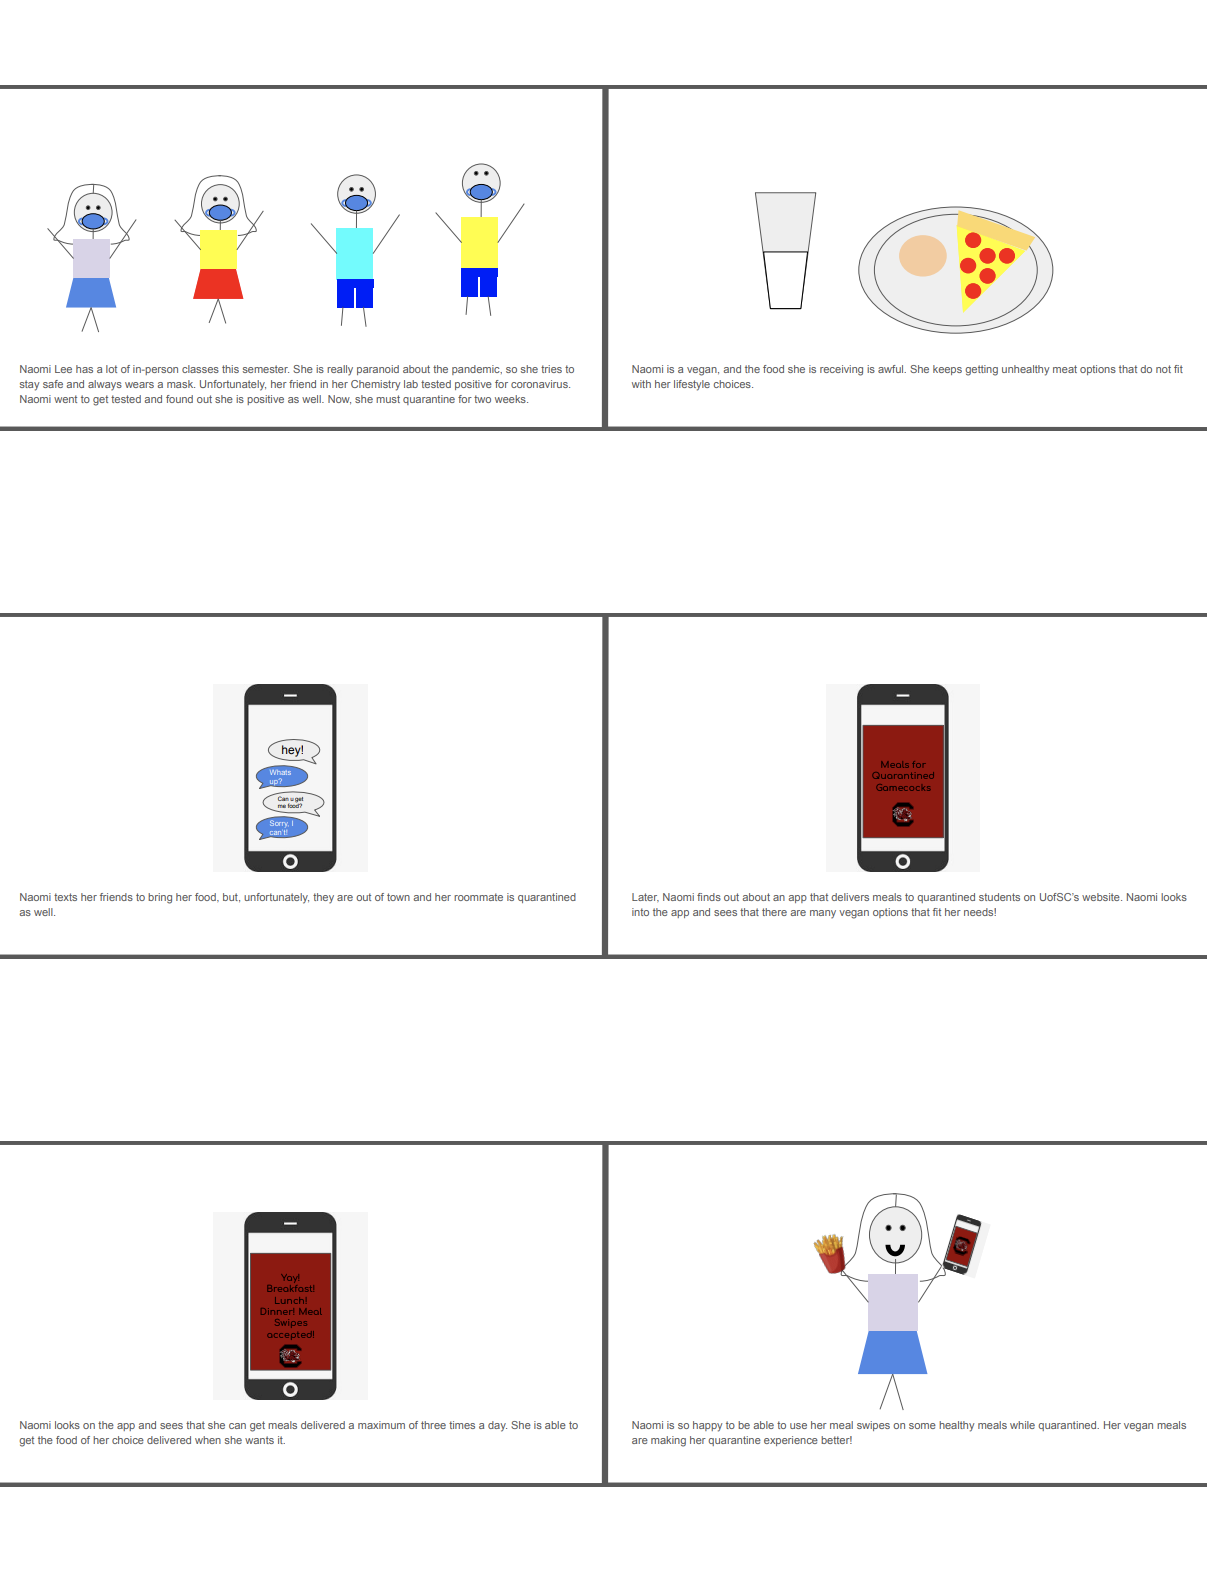 Naomi Lee has a lot of in-person classes this semester. She is really paranoid about the pandemic, so she tries to
stay safe and always wears a mask. Unfortunately, her friend in her Chemistry lab tested positive for coronavirus.
Naomi went to get tested and found out she is positive as well. Now, she must quarantine for two weeks.
Naomi is a vegan, and the food she is receiving is awful. She keeps getting unhealthy meat options that do not fit
with her lifestyle choices.
hey!
Whats
up?
Can u get
me food?
Sorry, I
can't!
Naomi texts her friends to bring her food, but, unfortunately, they are out of town and her roommate is quarantined
as well.
Meals for
Quarantined
Gamecocks
Later, Naomi finds out about an app that delivers meals to quarantined students on UofSC's website. Naomi looks
into the app and sees that there are many vegan options that fit her needs!
Yay!
Breakfast!
Lunch!
Dinner! Meal
Swipes
accepted!
Naomi looks on the app and sees that she can get meals delivered a maximum of three times a day. She is able to
get the food of her choice delivered when she wants it.
Naomi is so happy to be able to use her meal swipes on some healthy meals while quarantined. Her vegan meals
are making her quarantine experience better!